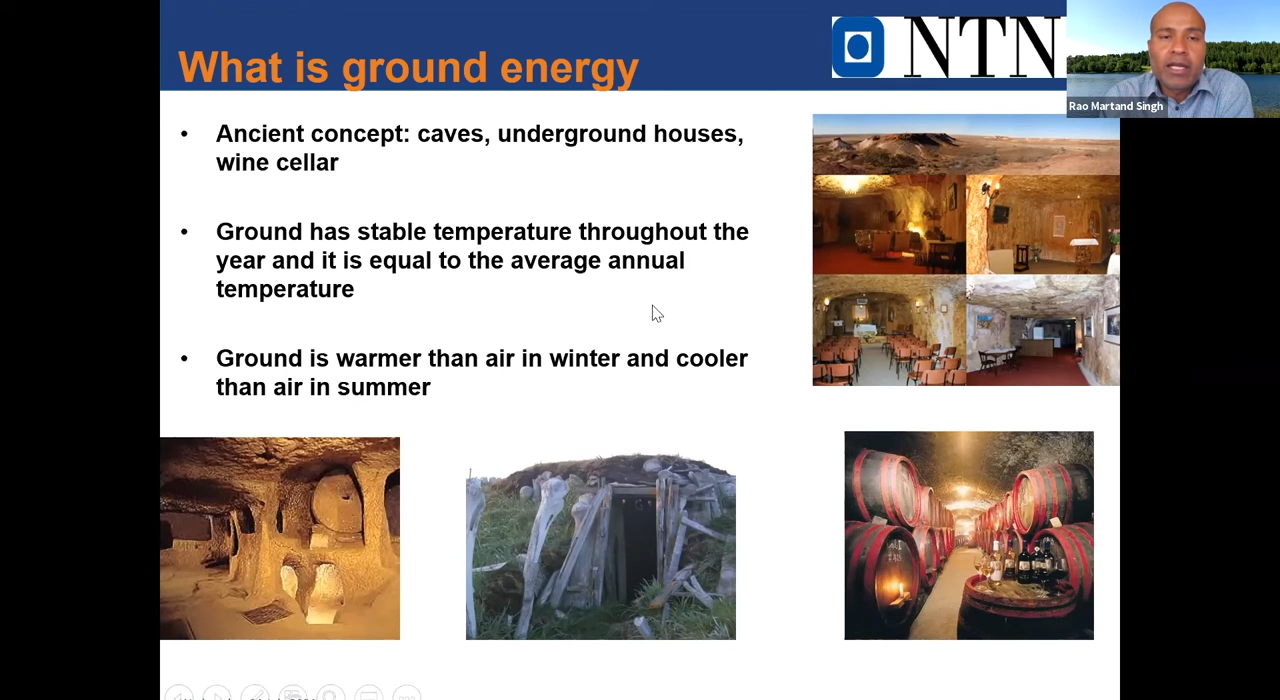 What is ground energy
NTN
Rao Martand Singh
• Ancient concept: caves, underground houses,
wine cellar
• Ground has stable temperature throughout the
year and it is equal to the average annual
temperature
• Ground is warmer than air in winter and cooler
than air in summer